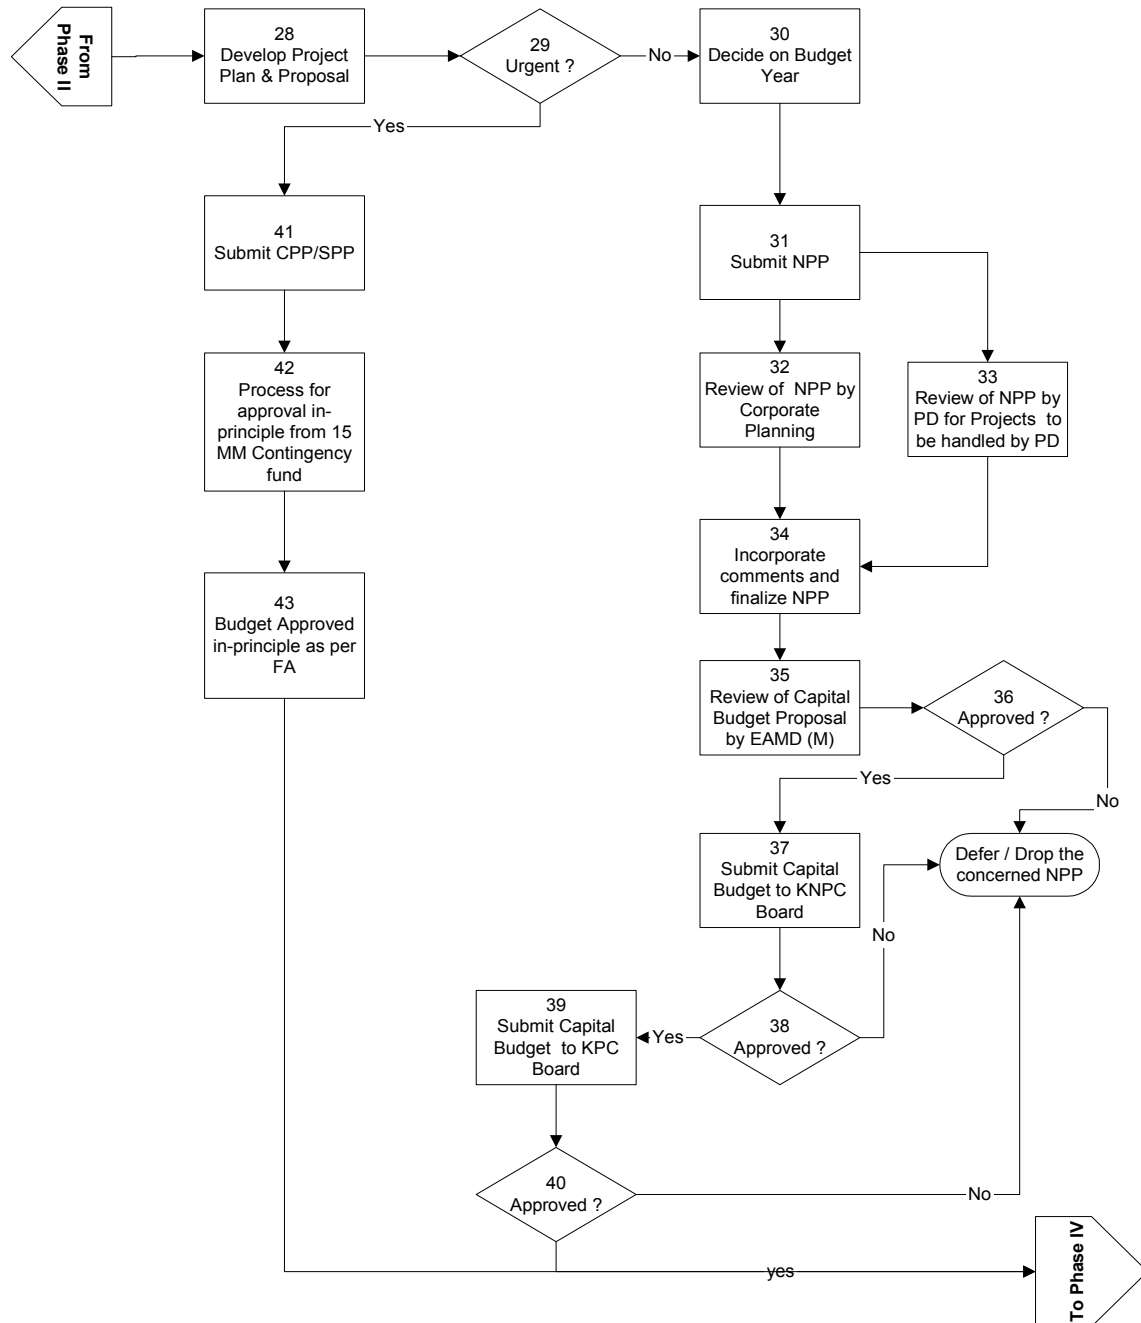 From
Phase II
28
Develop Project
Plan & Proposal
29
Urgent ?
No
30
Decide on Budget
Year
Yes
41
Submit CPP/SPP
31
Submit NPP
42
Process for
approval in-
principle from 15
MM Contingency
fund
32
Review of NPP by
Corporate
Planning
33
Review of NPP by
PD for Projects to
be handled by PD
34
Incorporate
comments and
finalize NPP
43
Budget Approved
in-principle as per
FA
35
Review of Capital
Budget Proposal
by EAMD (M)
36
Approved ?
Yes
No
37
Submit Capital
Budget to KNPC
Board
Defer / Drop the
concerned NPP
No
39
Submit Capital
Budget to KPC
Board
Yes
38
Approved ?
40
Approved ?
No
yes
To Phase IV